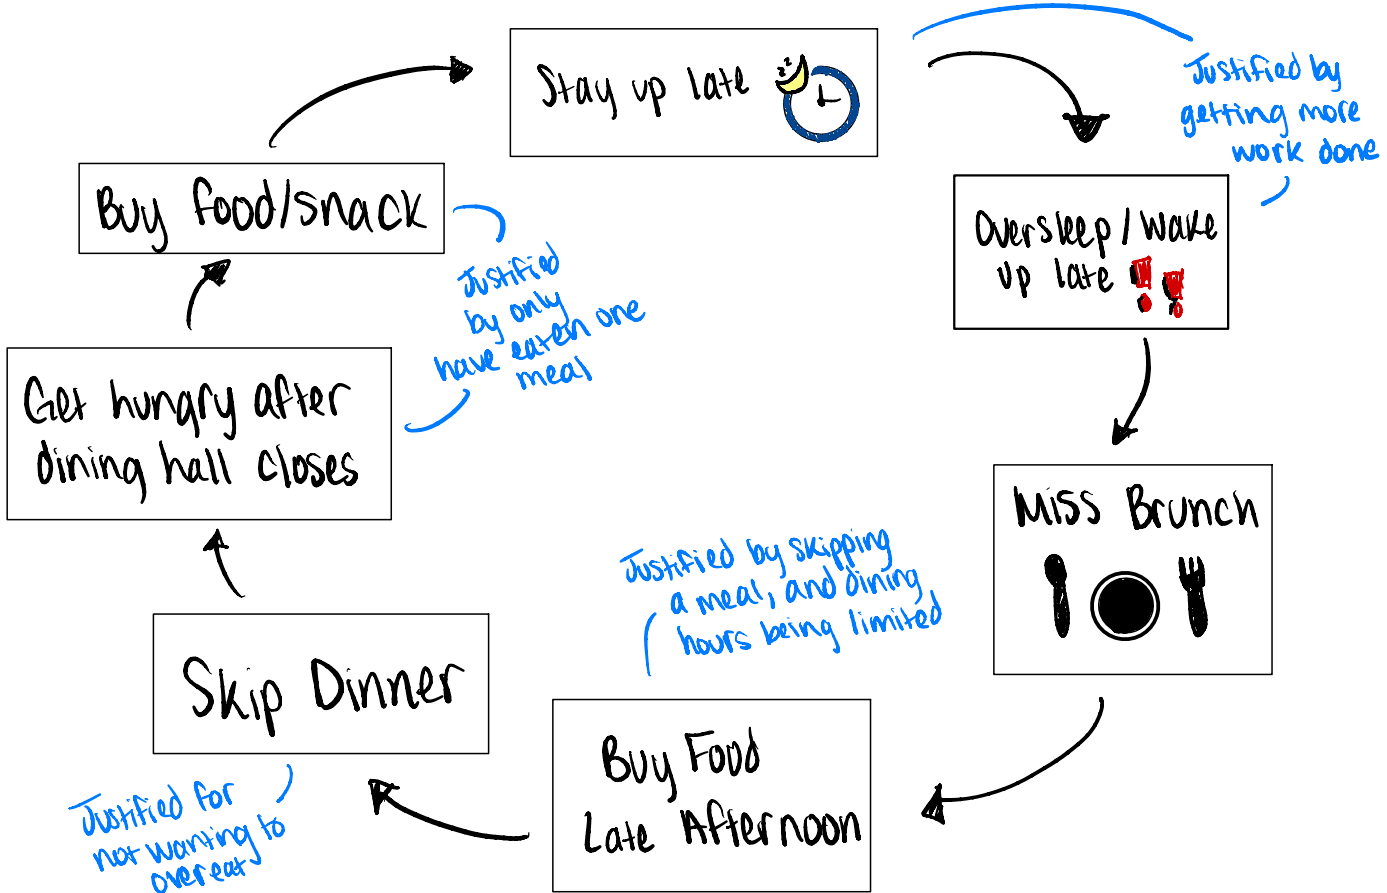 Stay up late
zz
Justified by
getting more
work done
Oversleep/Wake
up late !!
Miss Brunch
Buy Food
Late Afternoon
Justified by skipping
a meal, and dining
hours being limited
Skip Dinner
Justified for
not wanting to
overeat
Get hungry after
dining hall closes
Justified
by only
have eaten one
meal
Buy food/snack